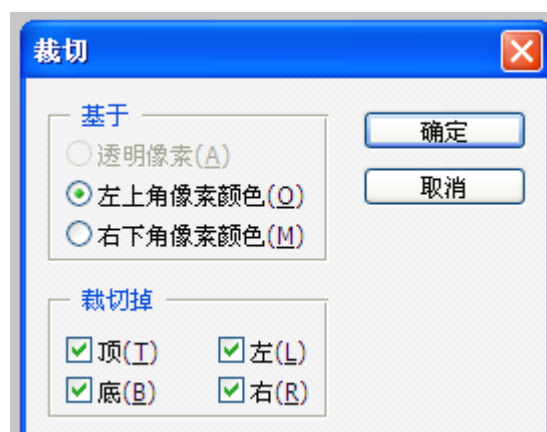 裁切
基于
透明像素(A)
左上角像素颜色(O)
右下角像素颜色(M)
确定
取消
裁切掉
顶(T) 左(L)
底(B) 右(R)